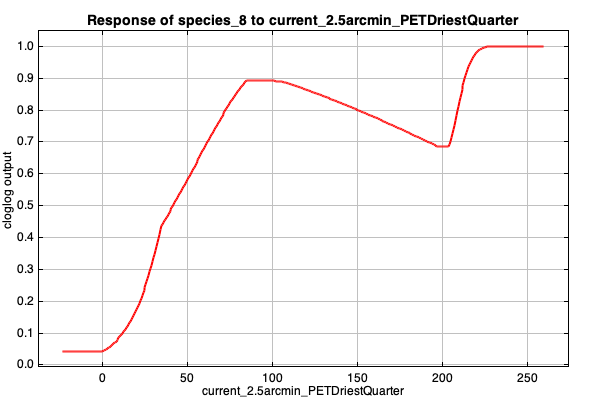 Response of species_8 to current_2.5arcmin_PETDriestQuarter
1.0
0.9
0.8
0.7
0.6
0.5
0.4
0.3
0.2
0.1
0.0
cloglog output
0 50 100 150 200 250
current_2.5arcmin_PETDriestQuarter